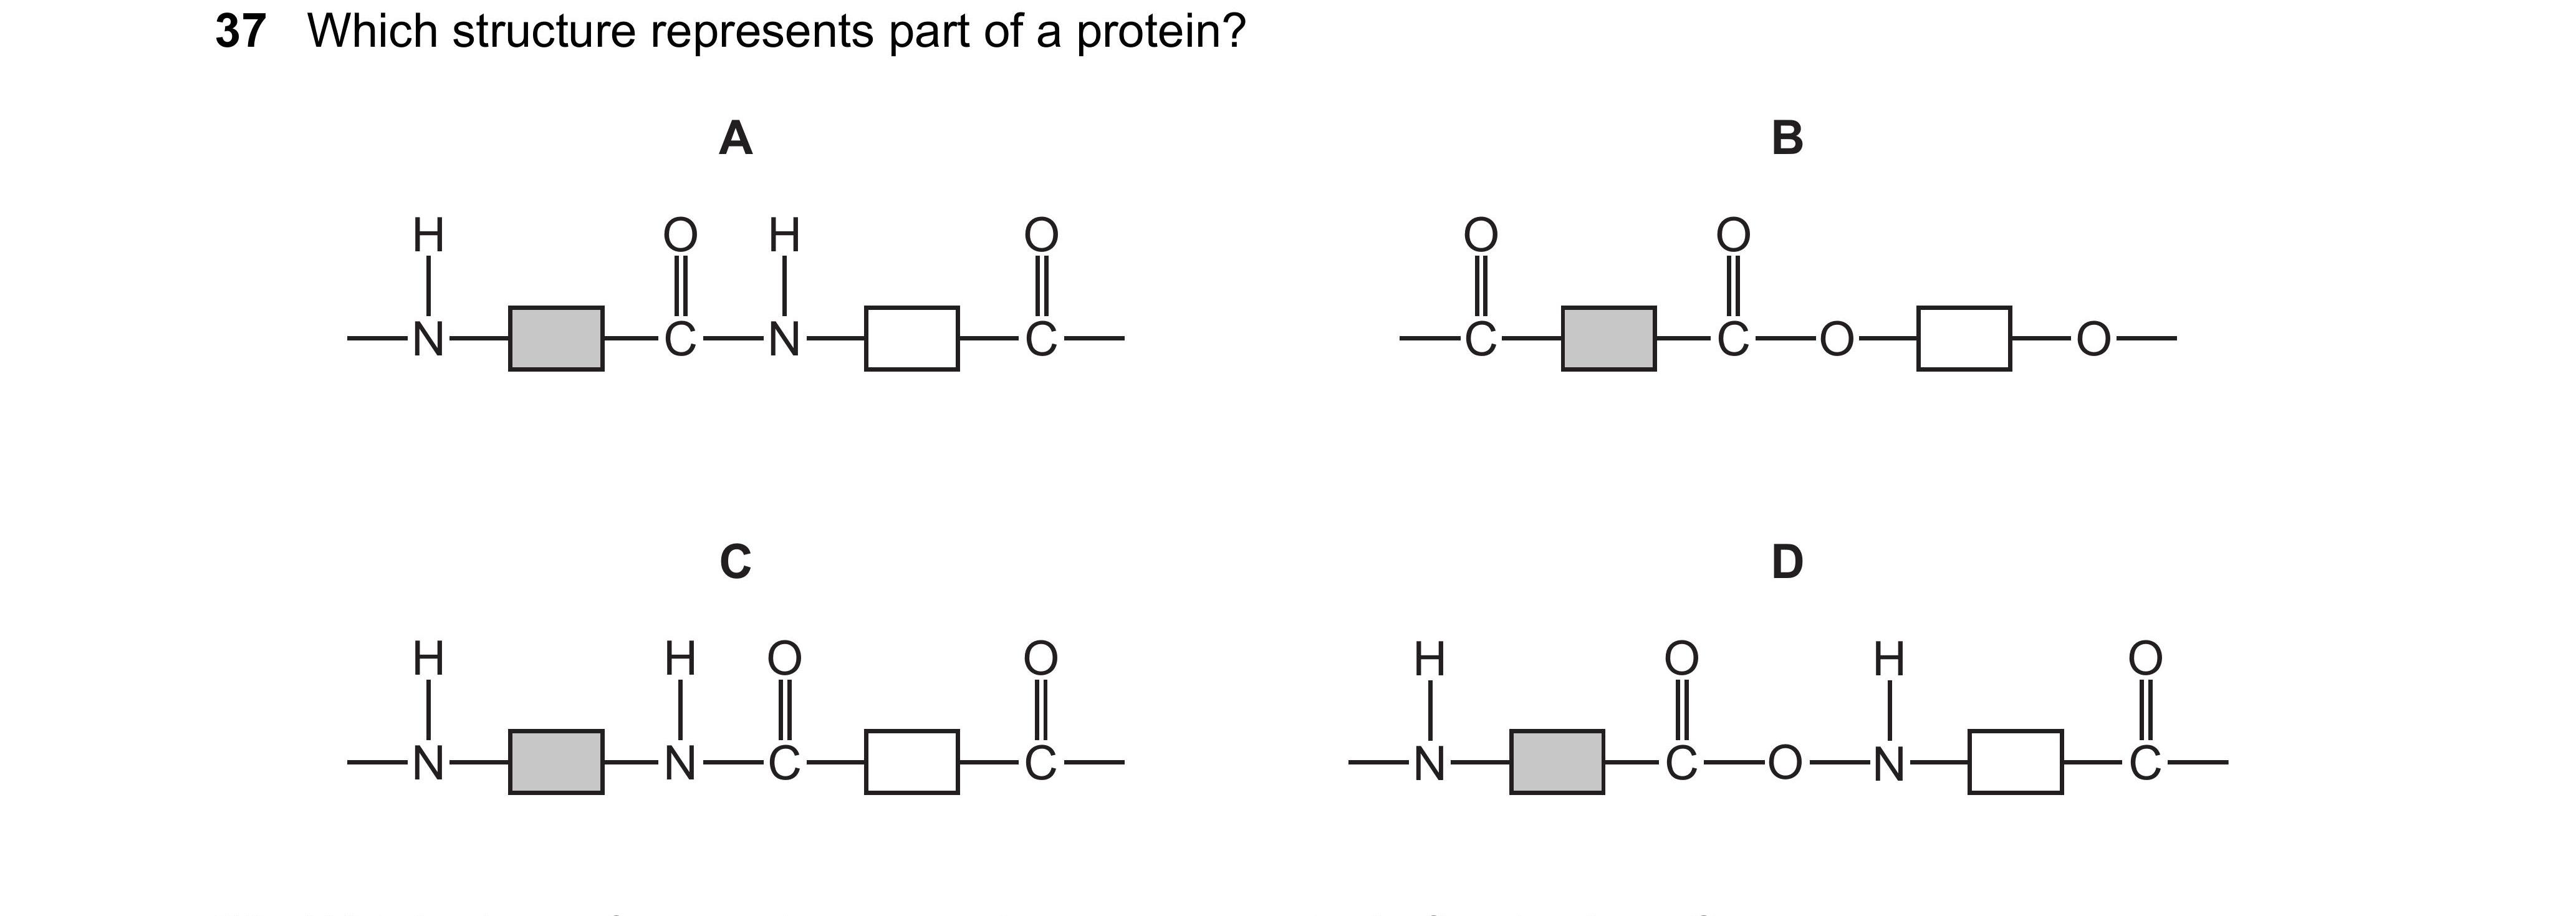 37 Which structure represents part of a protein?
A B
H O H O O O
N C N C C C O O
C D
H H O O H O H O
N N C C N C O N C